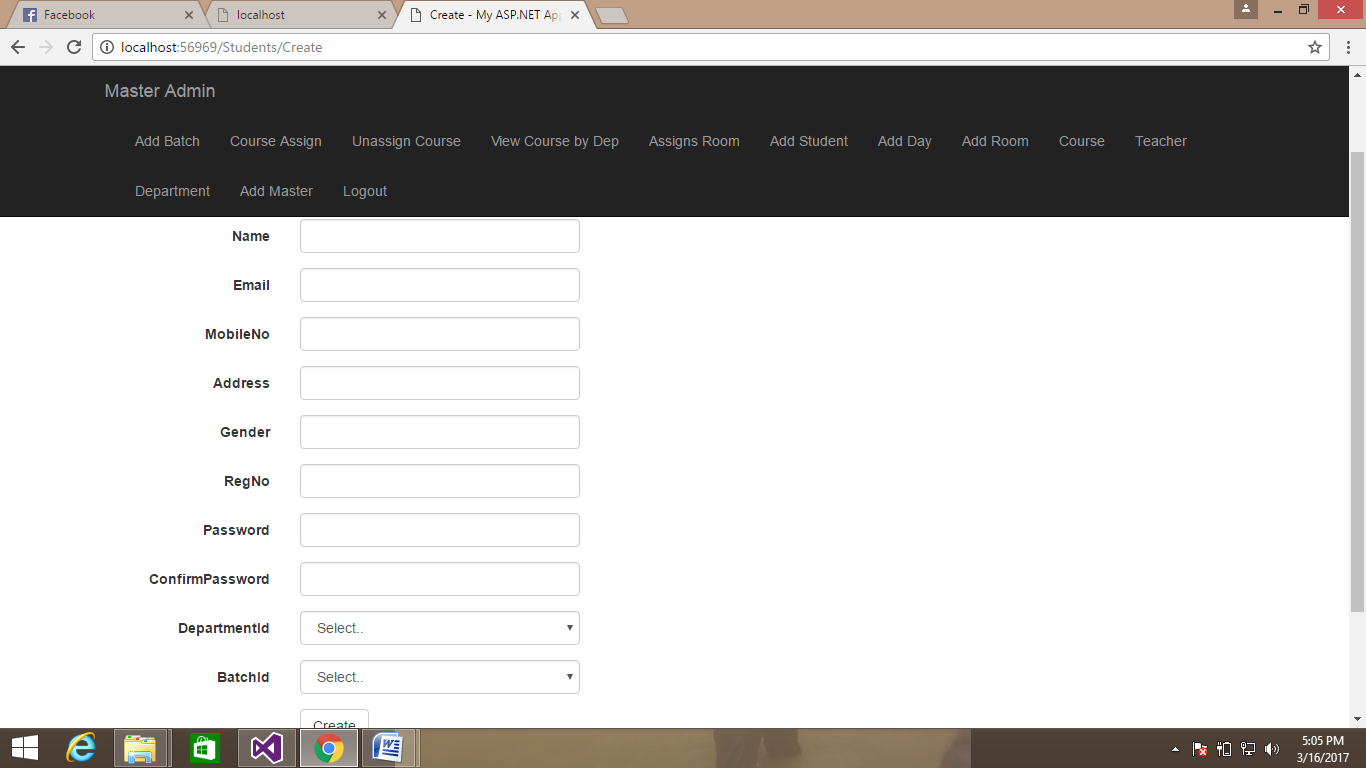 Facebook localhost Create - My ASP.NET App
localhost:56969/Students/Create
Master Admin
Add Batch Course Assign Unassign Course View Course by Dep Assigns Room Add Student Add Day Add Room Course Teacher
Department Add Master Logout
Name
Email
MobileNo
Address
Gender
RegNo
Password
ConfirmPassword
DepartmentId Select..
BatchId Select..
Create
5:05 PM
3/16/2017